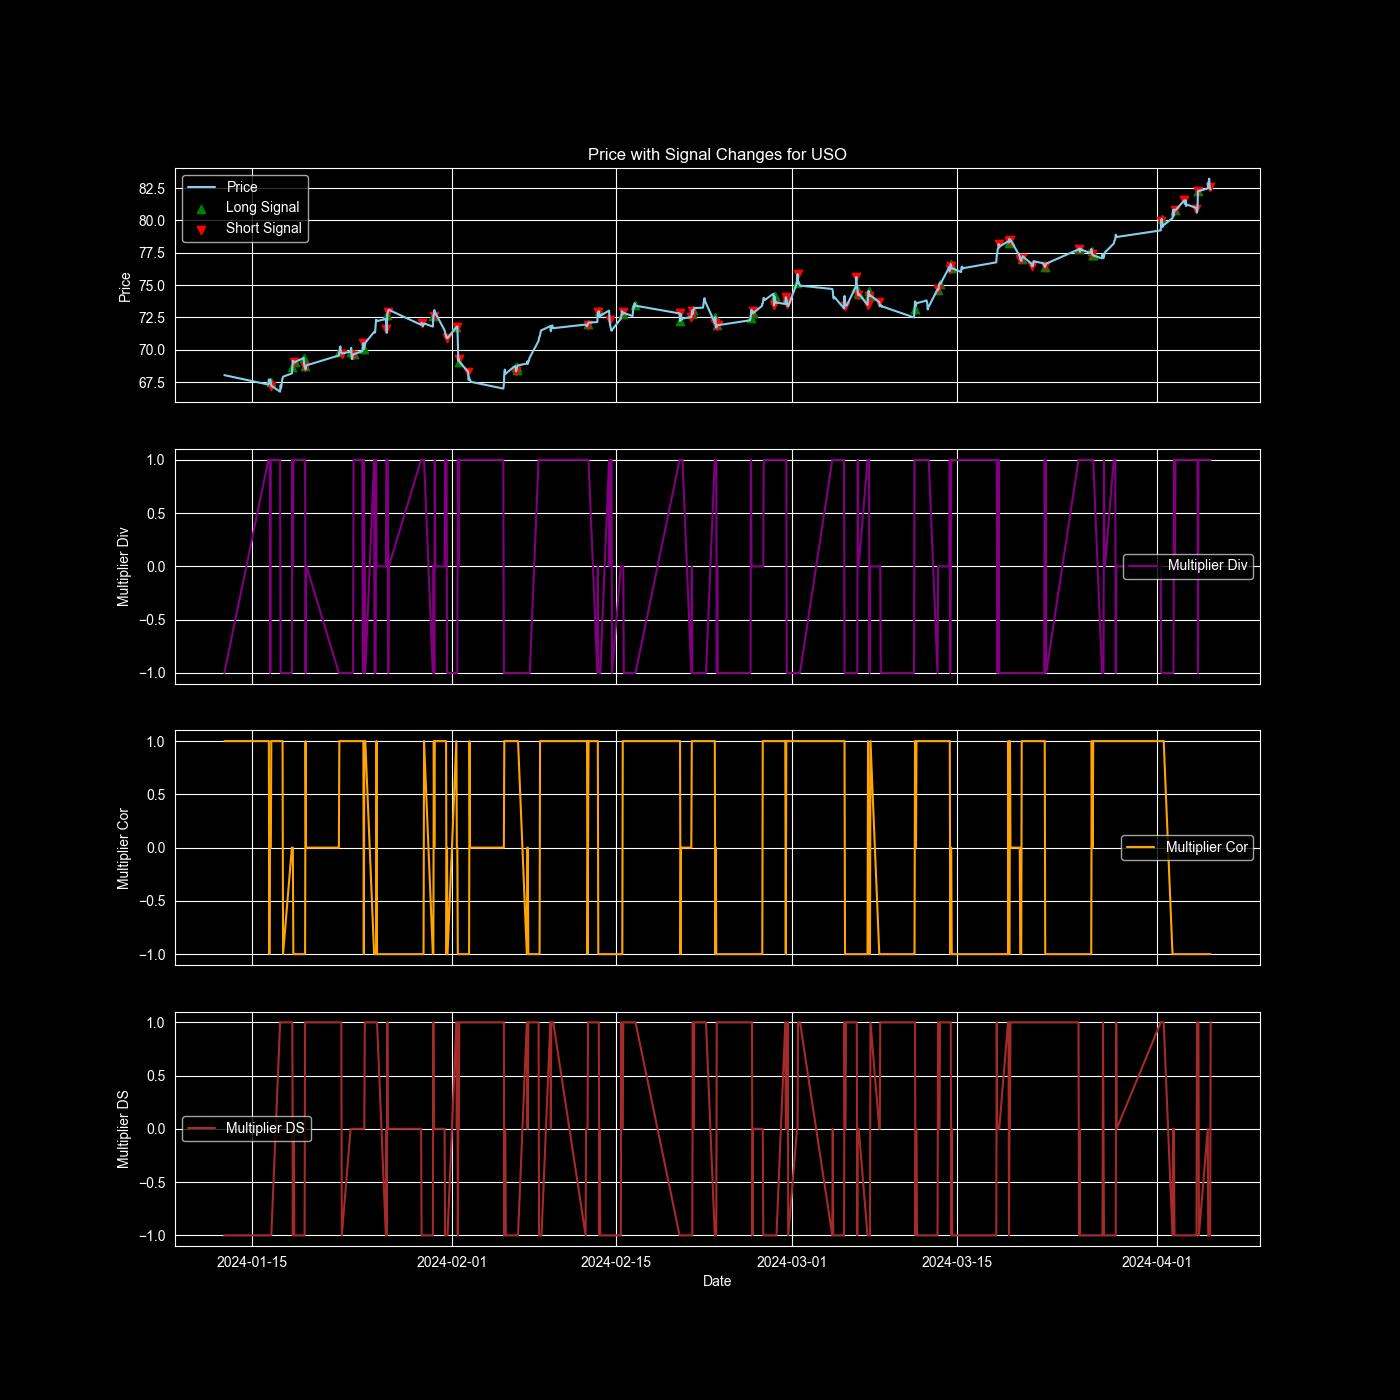 Price with Signal Changes for USO
Price
82.5
80.0
77.5
75.0
72.5
70.0
67.5
Price
Long Signal
Short Signal
Multiplier Div
1.0
0.5
0.0
−0.5
−1.0
Multiplier Div
Multiplier Cor
1.0
0.5
0.0
−0.5
−1.0
Multiplier Cor
Multiplier DS
1.0
0.5
0.0
−0.5
−1.0
Multiplier DS
2024-01-15
2024-02-01
2024-02-15
2024-03-01
2024-03-15
2024-04-01
Date